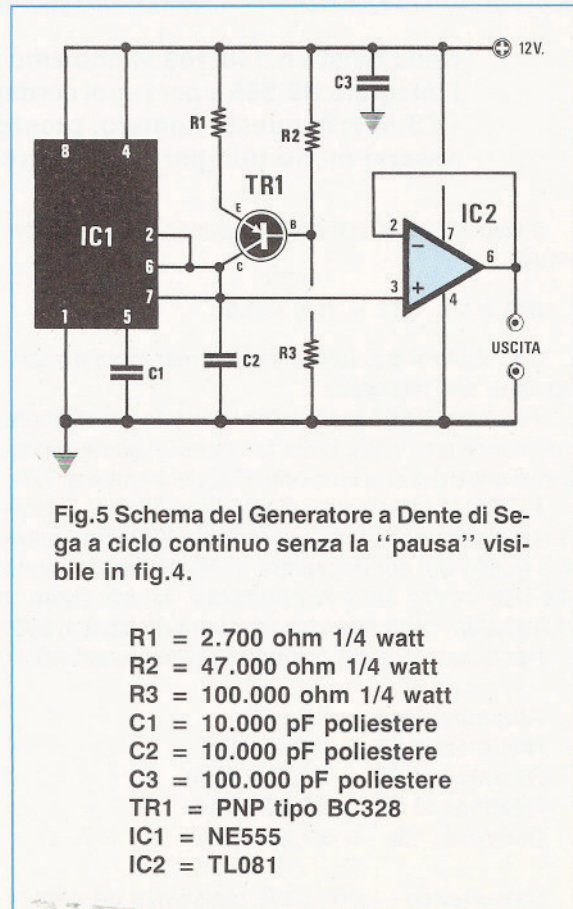 12V.
C3
R1
R2
8
4
TR1
E
B
C
IC1
2
6
7
1
5
IC2
2
7
6
3
4
C1
C2
R3
USCITA
Fig.5 Schema del Generatore a Dente di Se-
ga a ciclo continuo senza la ‘‘pausa’’ visi-
bile in fig.4.
R1 = 2.700 ohm 1/4 watt
R2 = 47.000 ohm 1/4 watt
R3 = 100.000 ohm 1/4 watt
C1 = 10.000 pF poliestere
C2 = 10.000 pF poliestere
C3 = 100.000 pF poliestere
TR1 = PNP tipo BC328
IC1 = NE555
IC2 = TL081